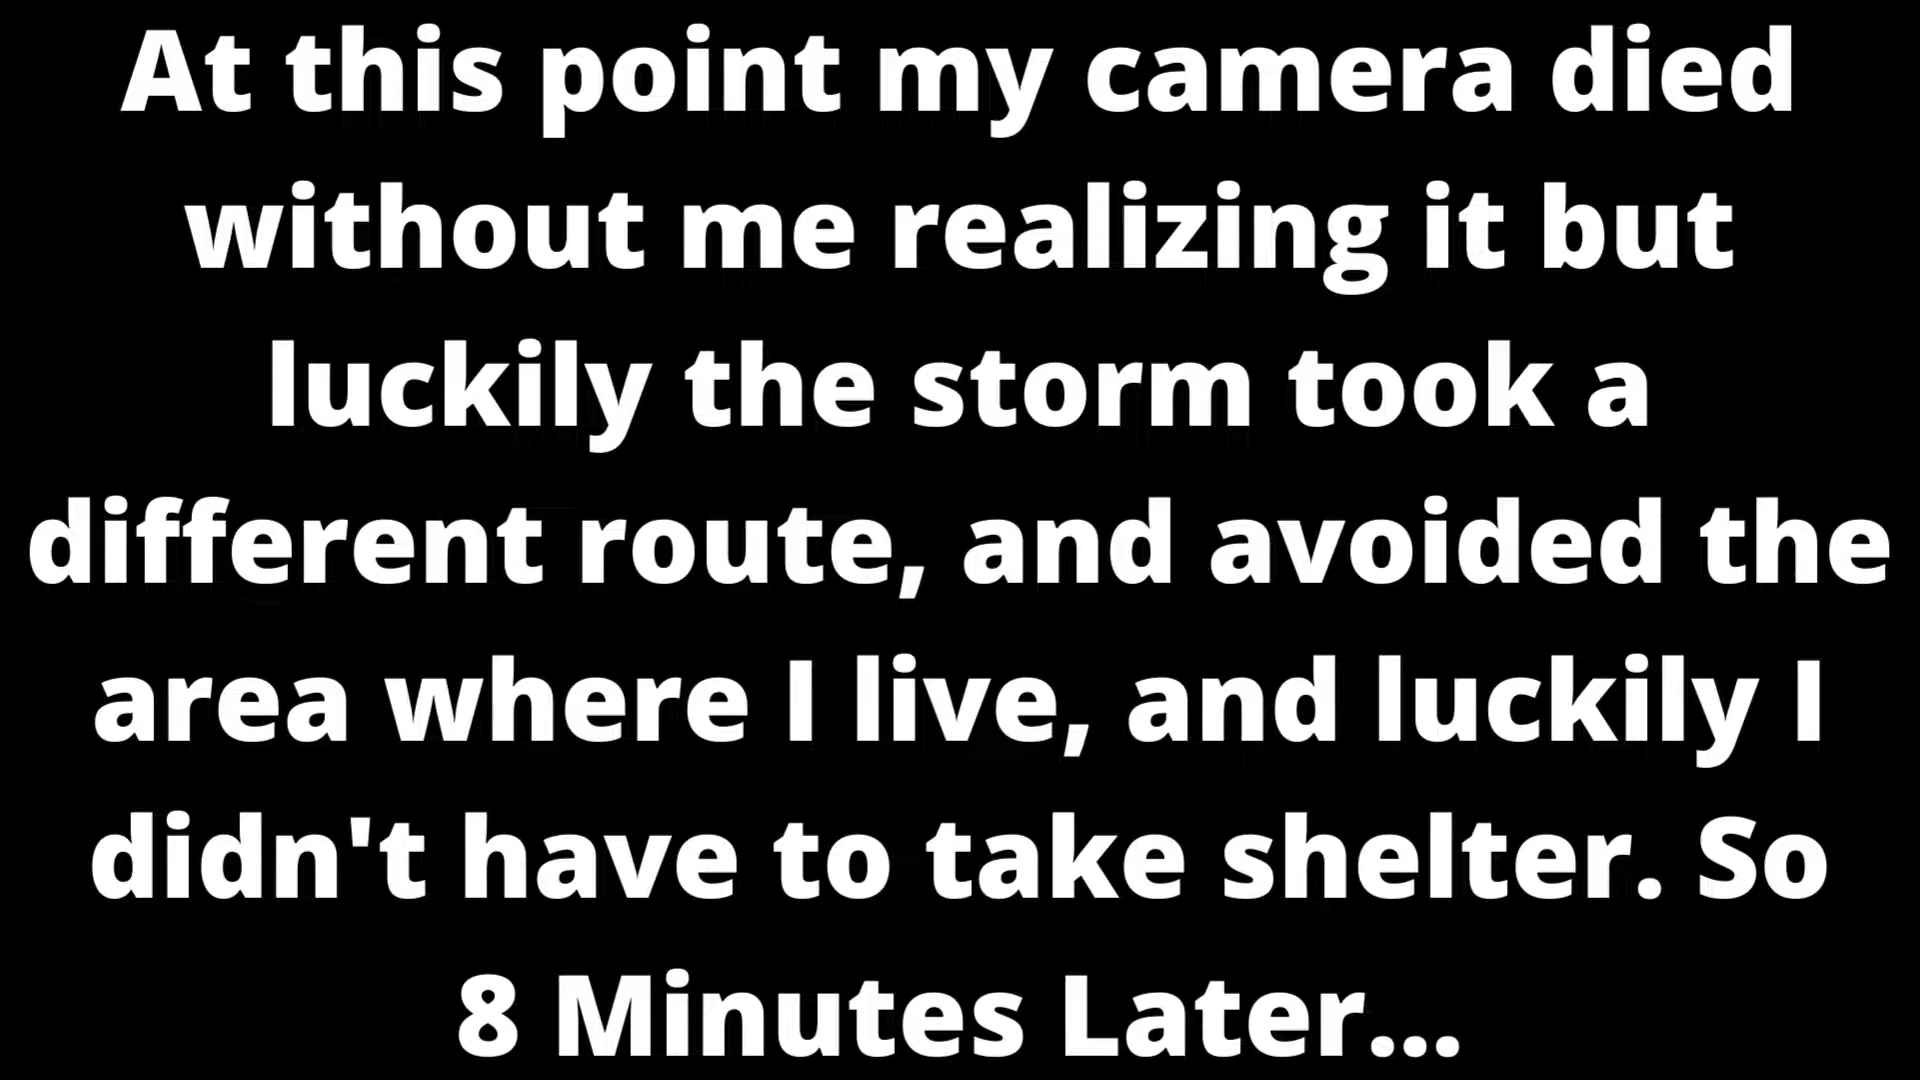 At this point my camera died
without me realizing it but
luckily the storm took a
different route, and avoided the
area where I live, and luckily I
didn't have to take shelter. So
8 Minutes Later...